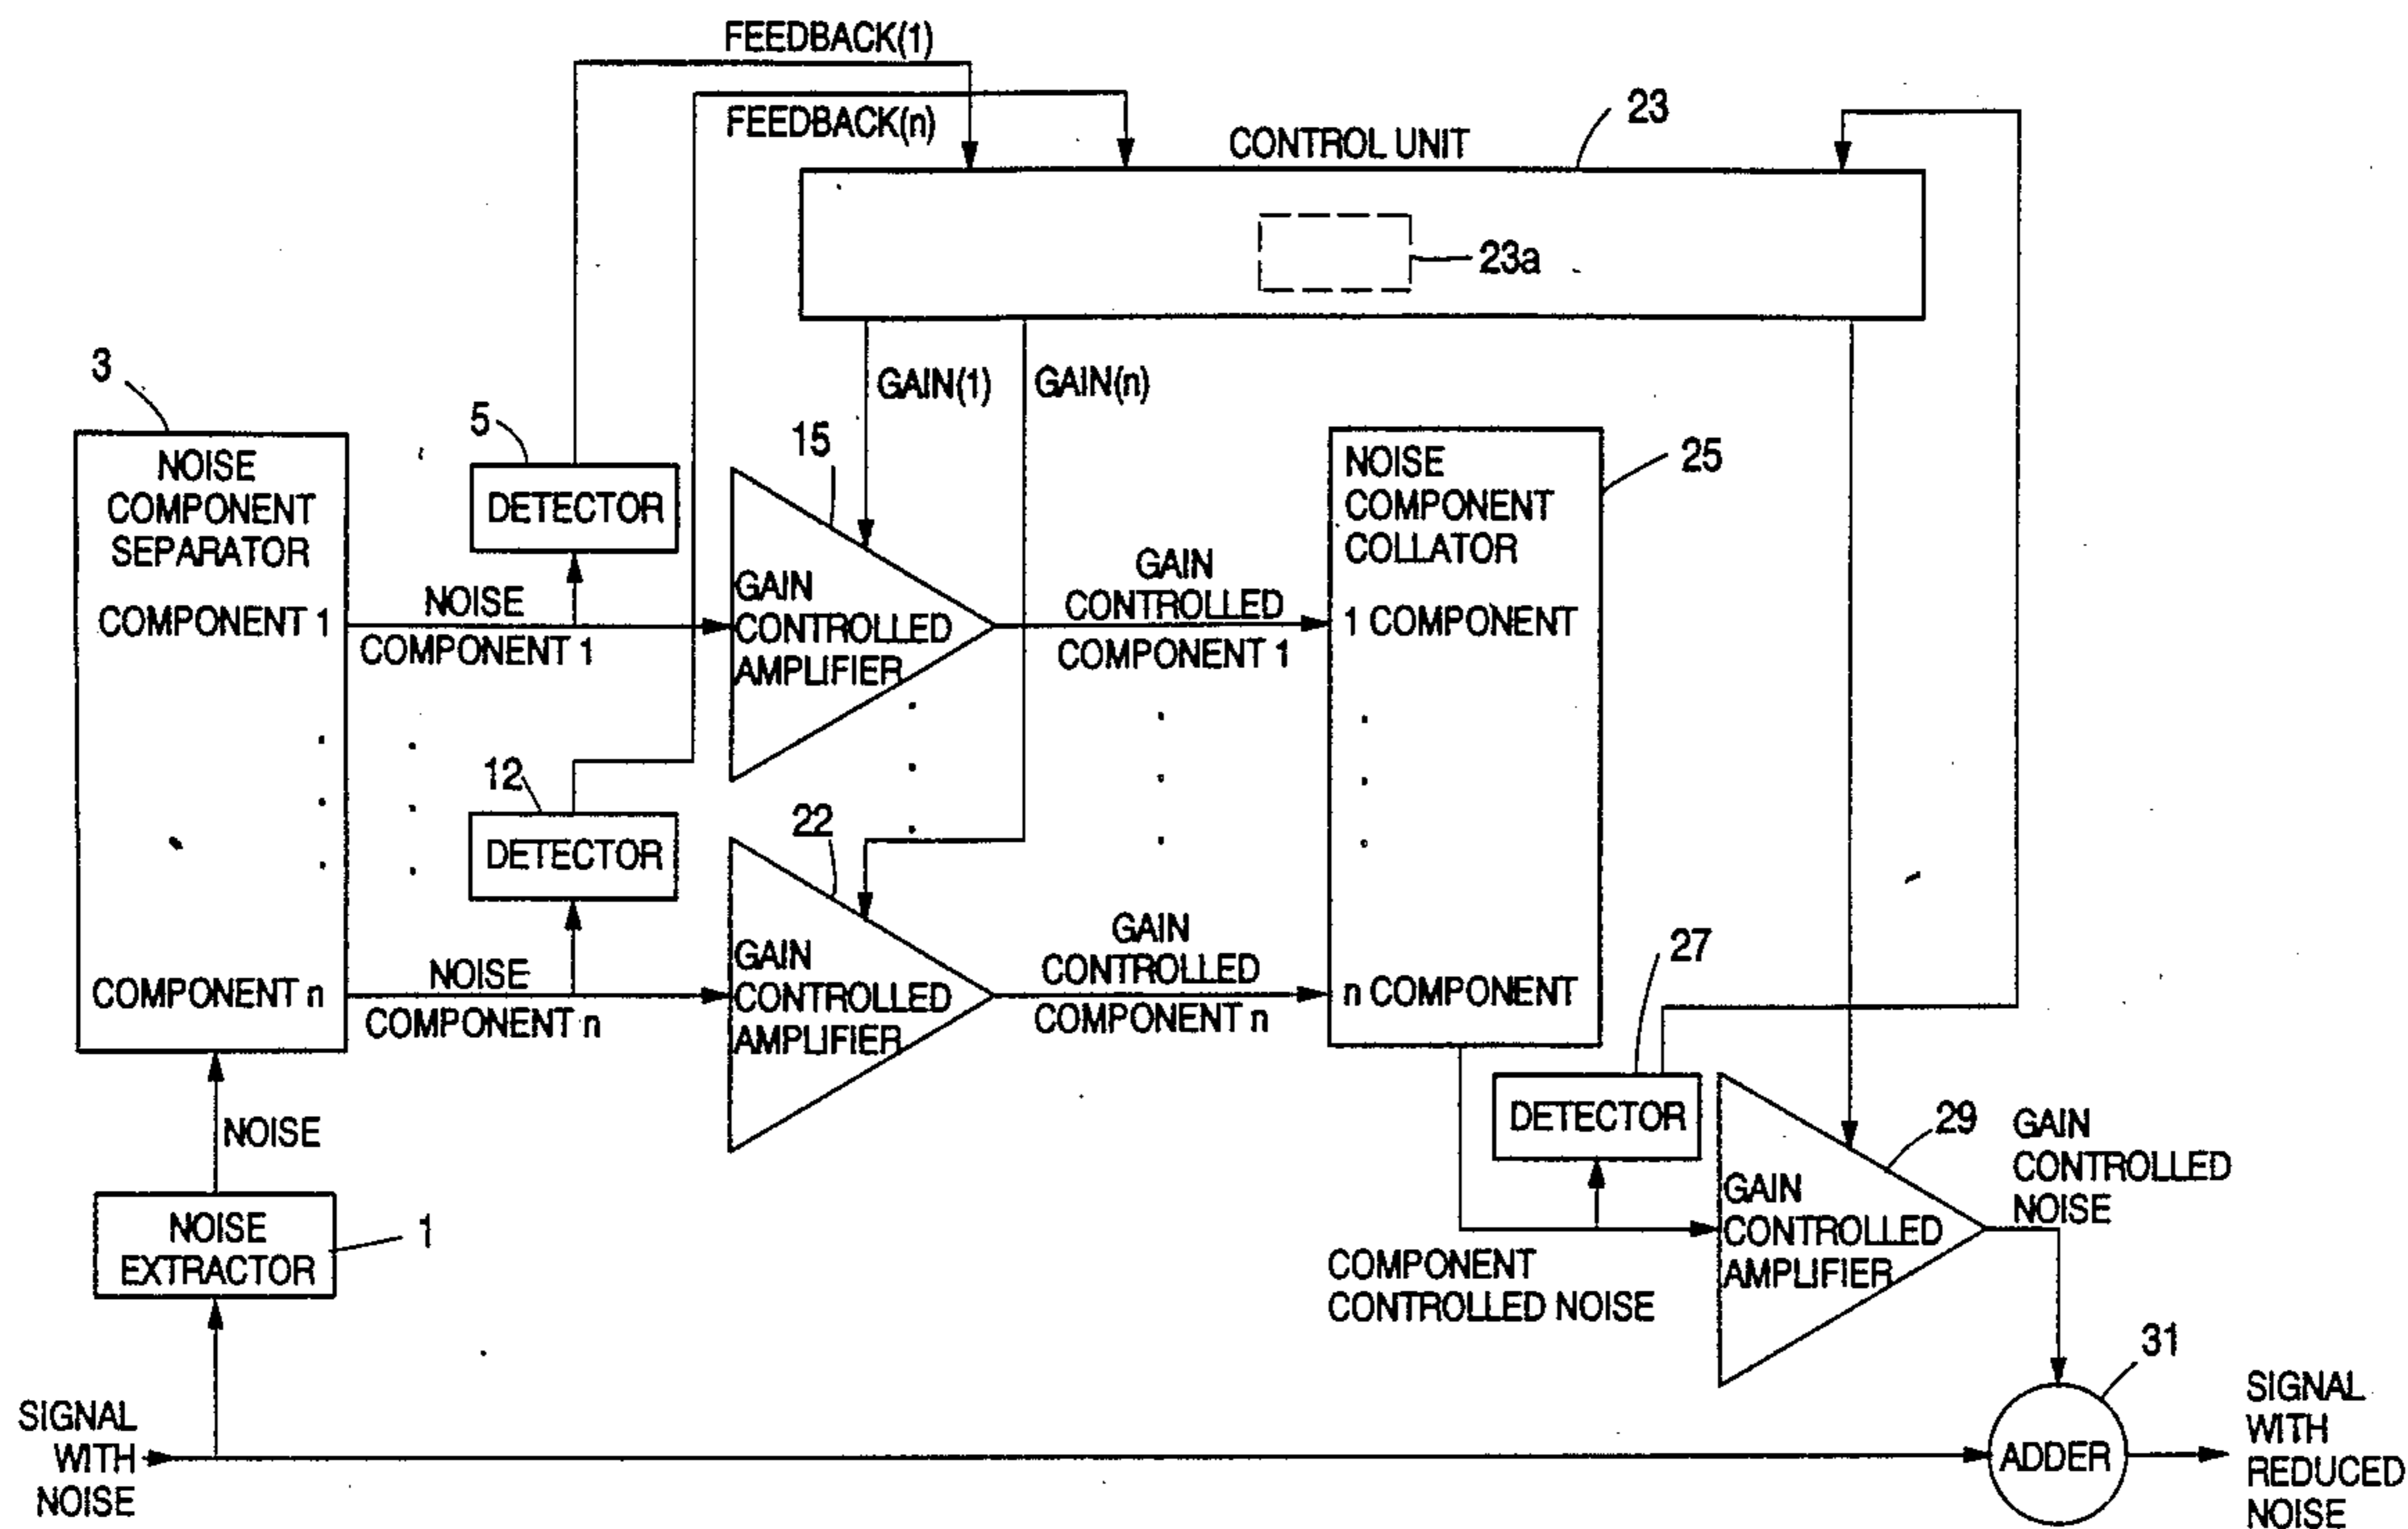 FEEDBACK(1)
FEEDBACK(n)
CONTROL UNIT
23
23a
GAIN(1)
GAIN(n)
3
NOISE
COMPONENT
SEPARATOR
COMPONENT 1
COMPONENT n
5
DETECTOR
NOISE
COMPONENT 1
15
GAIN
CONTROLLED
AMPLIFIER
GAIN
CONTROLLED
COMPONENT 1
25
NOISE
COMPONENT
COLLATOR
1 COMPONENT
n COMPONENT
12
DETECTOR
NOISE
COMPONENT n
22
GAIN
CONTROLLED
AMPLIFIER
GAIN
CONTROLLED
COMPONENT n
27
DETECTOR
29
GAIN
CONTROLLED
AMPLIFIER
GAIN
CONTROLLED
NOISE
COMPONENT
CONTROLLED NOISE
NOISE
NOISE
EXTRACTOR
1
SIGNAL
WITH
NOISE
31
ADDER
SIGNAL
WITH
REDUCED
NOISE